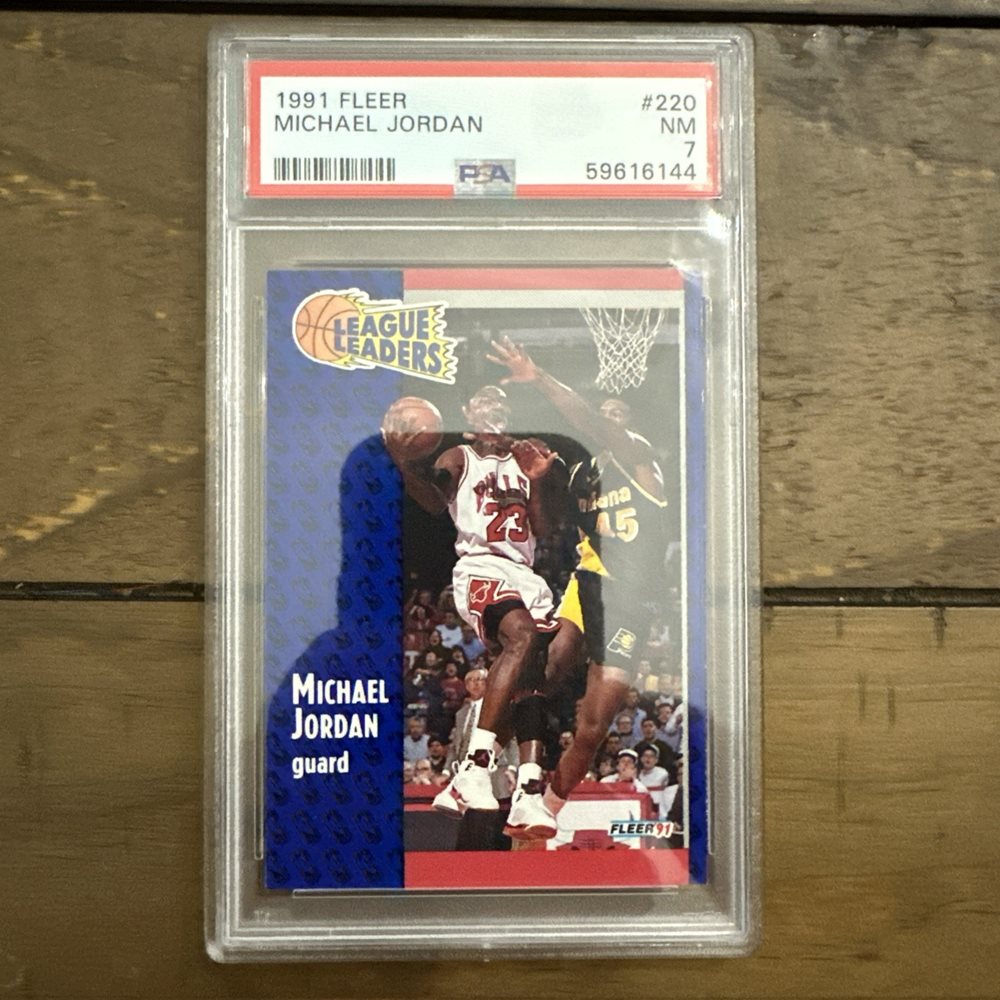 1991 FLEER #220
MICHAEL JORDAN NM
7
PSA 59616144
LEAGUE
LEADERS
BULLS
23
Indiana
45
MICHAEL
JORDAN
guard
FLEER '91